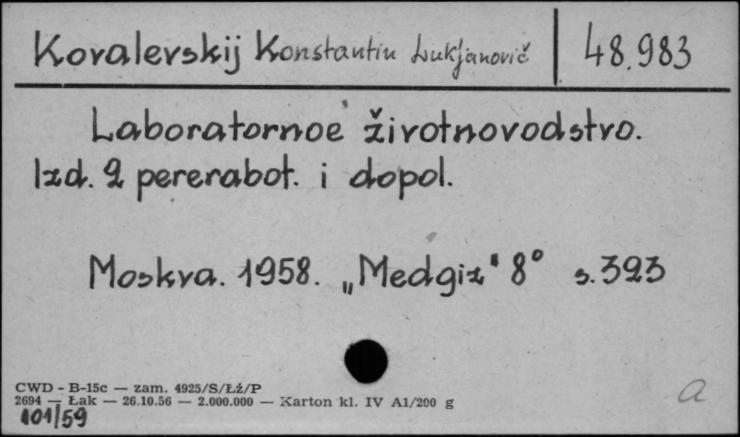 Kovalevskij Konstantin Lukjanovič 48.983
Laboratornoe životnovodstvo.
Izd. 2 pererabot. i dopol.
Moskva. 1958. „Medgiz" 8° s. 323
CWD - B-15c — zam. 4925/S/Łź/P
2694 — Łak — 26.10.56 — 2.000.000 — Karton kl. IV A1/200 g
101/59
a